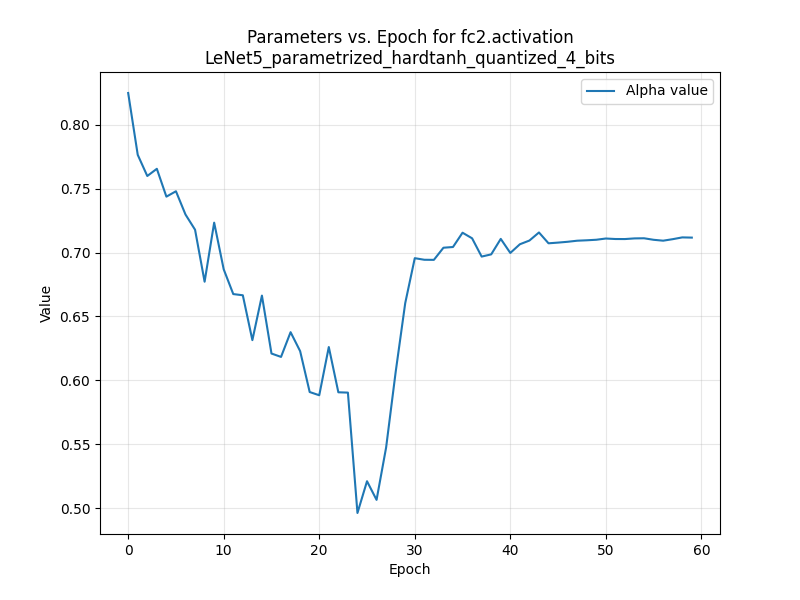 Parameters vs. Epoch for fc2.activation
LeNet5_parametrized_hardtanh_quantized_4_bits
Alpha value
0.80
0.75
0.70
0.65
0.60
0.55
0.50
Value
0 10 20 30 40 50 60
Epoch